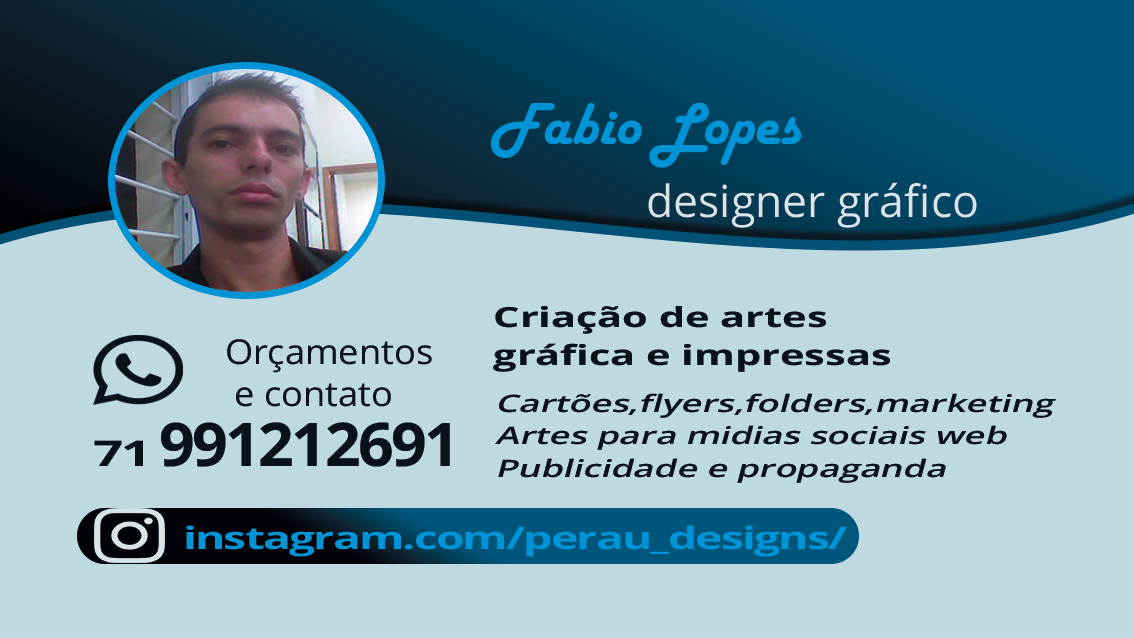 Fabio Lopes
designer gráfico
Orçamentos
e contato
71 991212691
Criação de artes
gráfica e impressas
Cartões,flyers,folders,marketing
Artes para midias sociais web
Publicidade e propaganda
instagram.com/perau_designs/